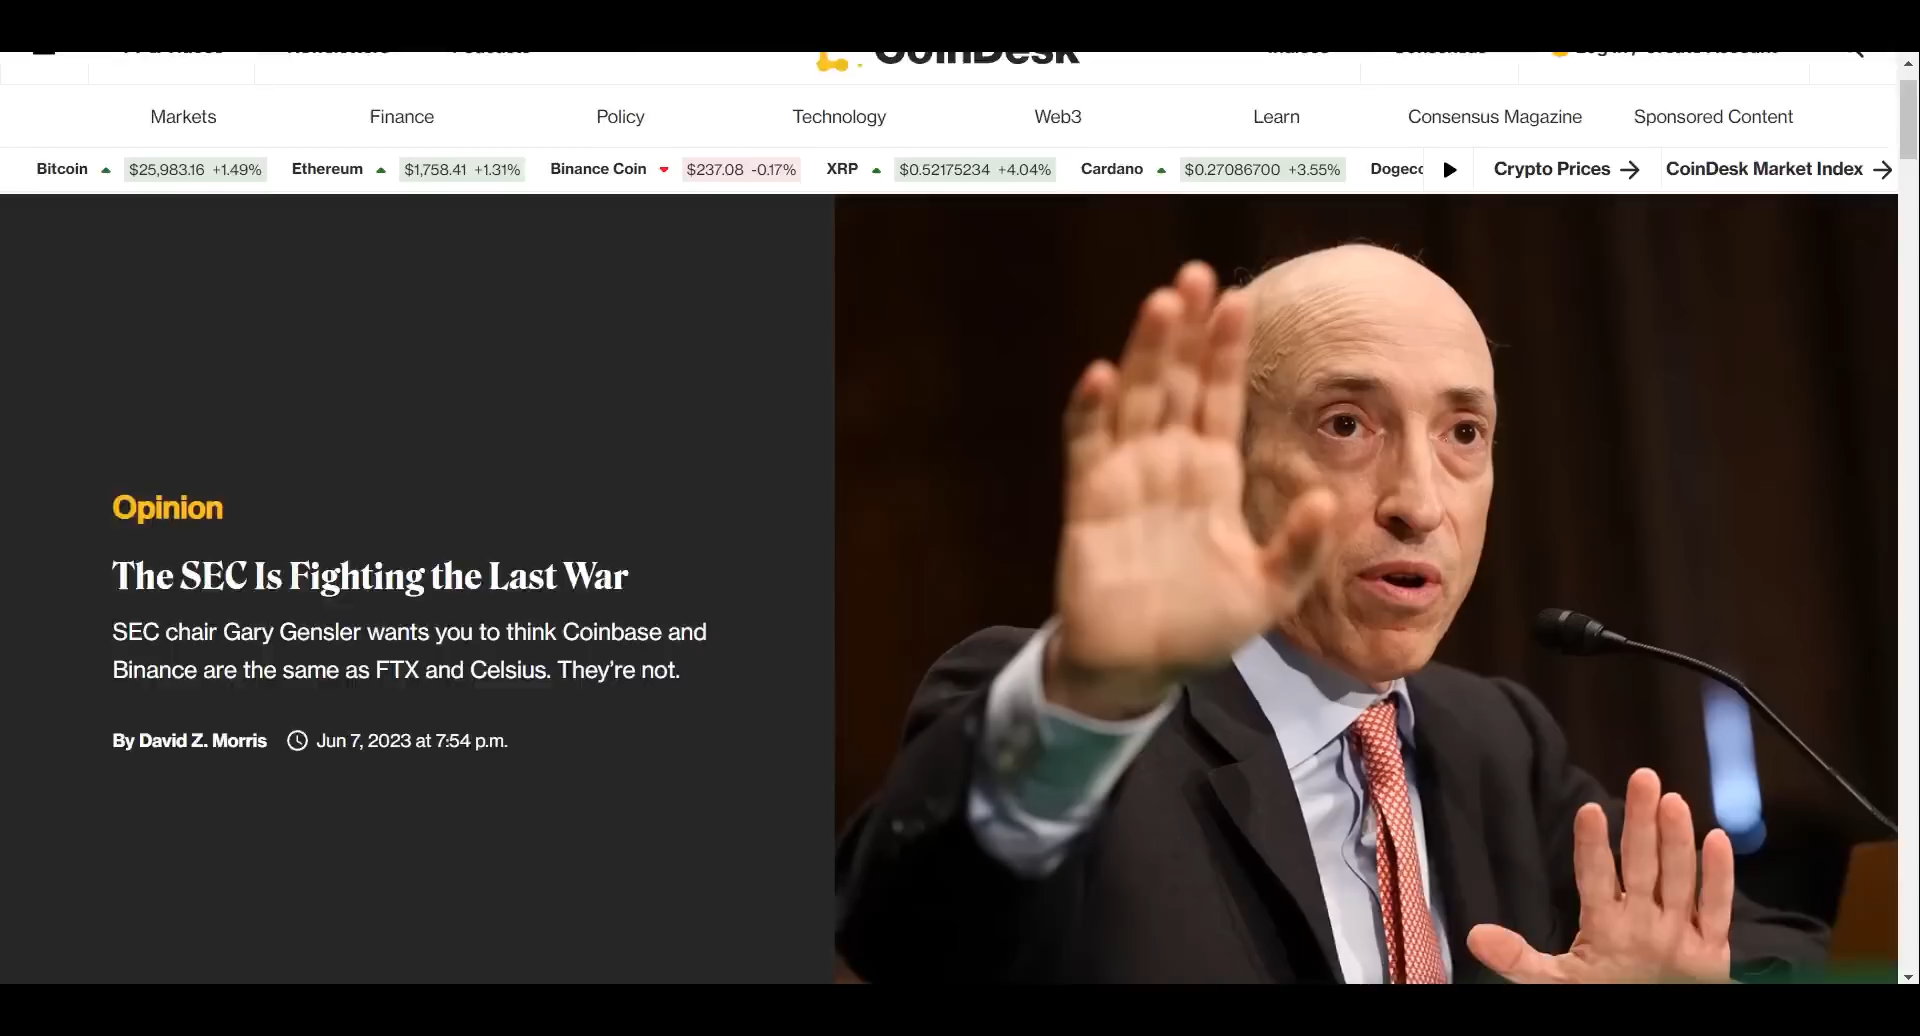 CoinDesk
Markets Finance Policy Technology Web3 Learn Consensus Magazine Sponsored Content
Bitcoin $25,983.16 +1.49% Ethereum $1,758.41 +1.31% Binance Coin $237.08 -0.17% XRP $0.52175234 +4.04% Cardano $0.27086700 +3.55% Dogec Crypto Prices CoinDesk Market Index
Opinion
The SEC Is Fighting the Last War
SEC chair Gary Gensler wants you to think Coinbase and
Binance are the same as FTX and Celsius. They’re not.
By David Z. Morris Jun 7, 2023 at 7:54 p.m.